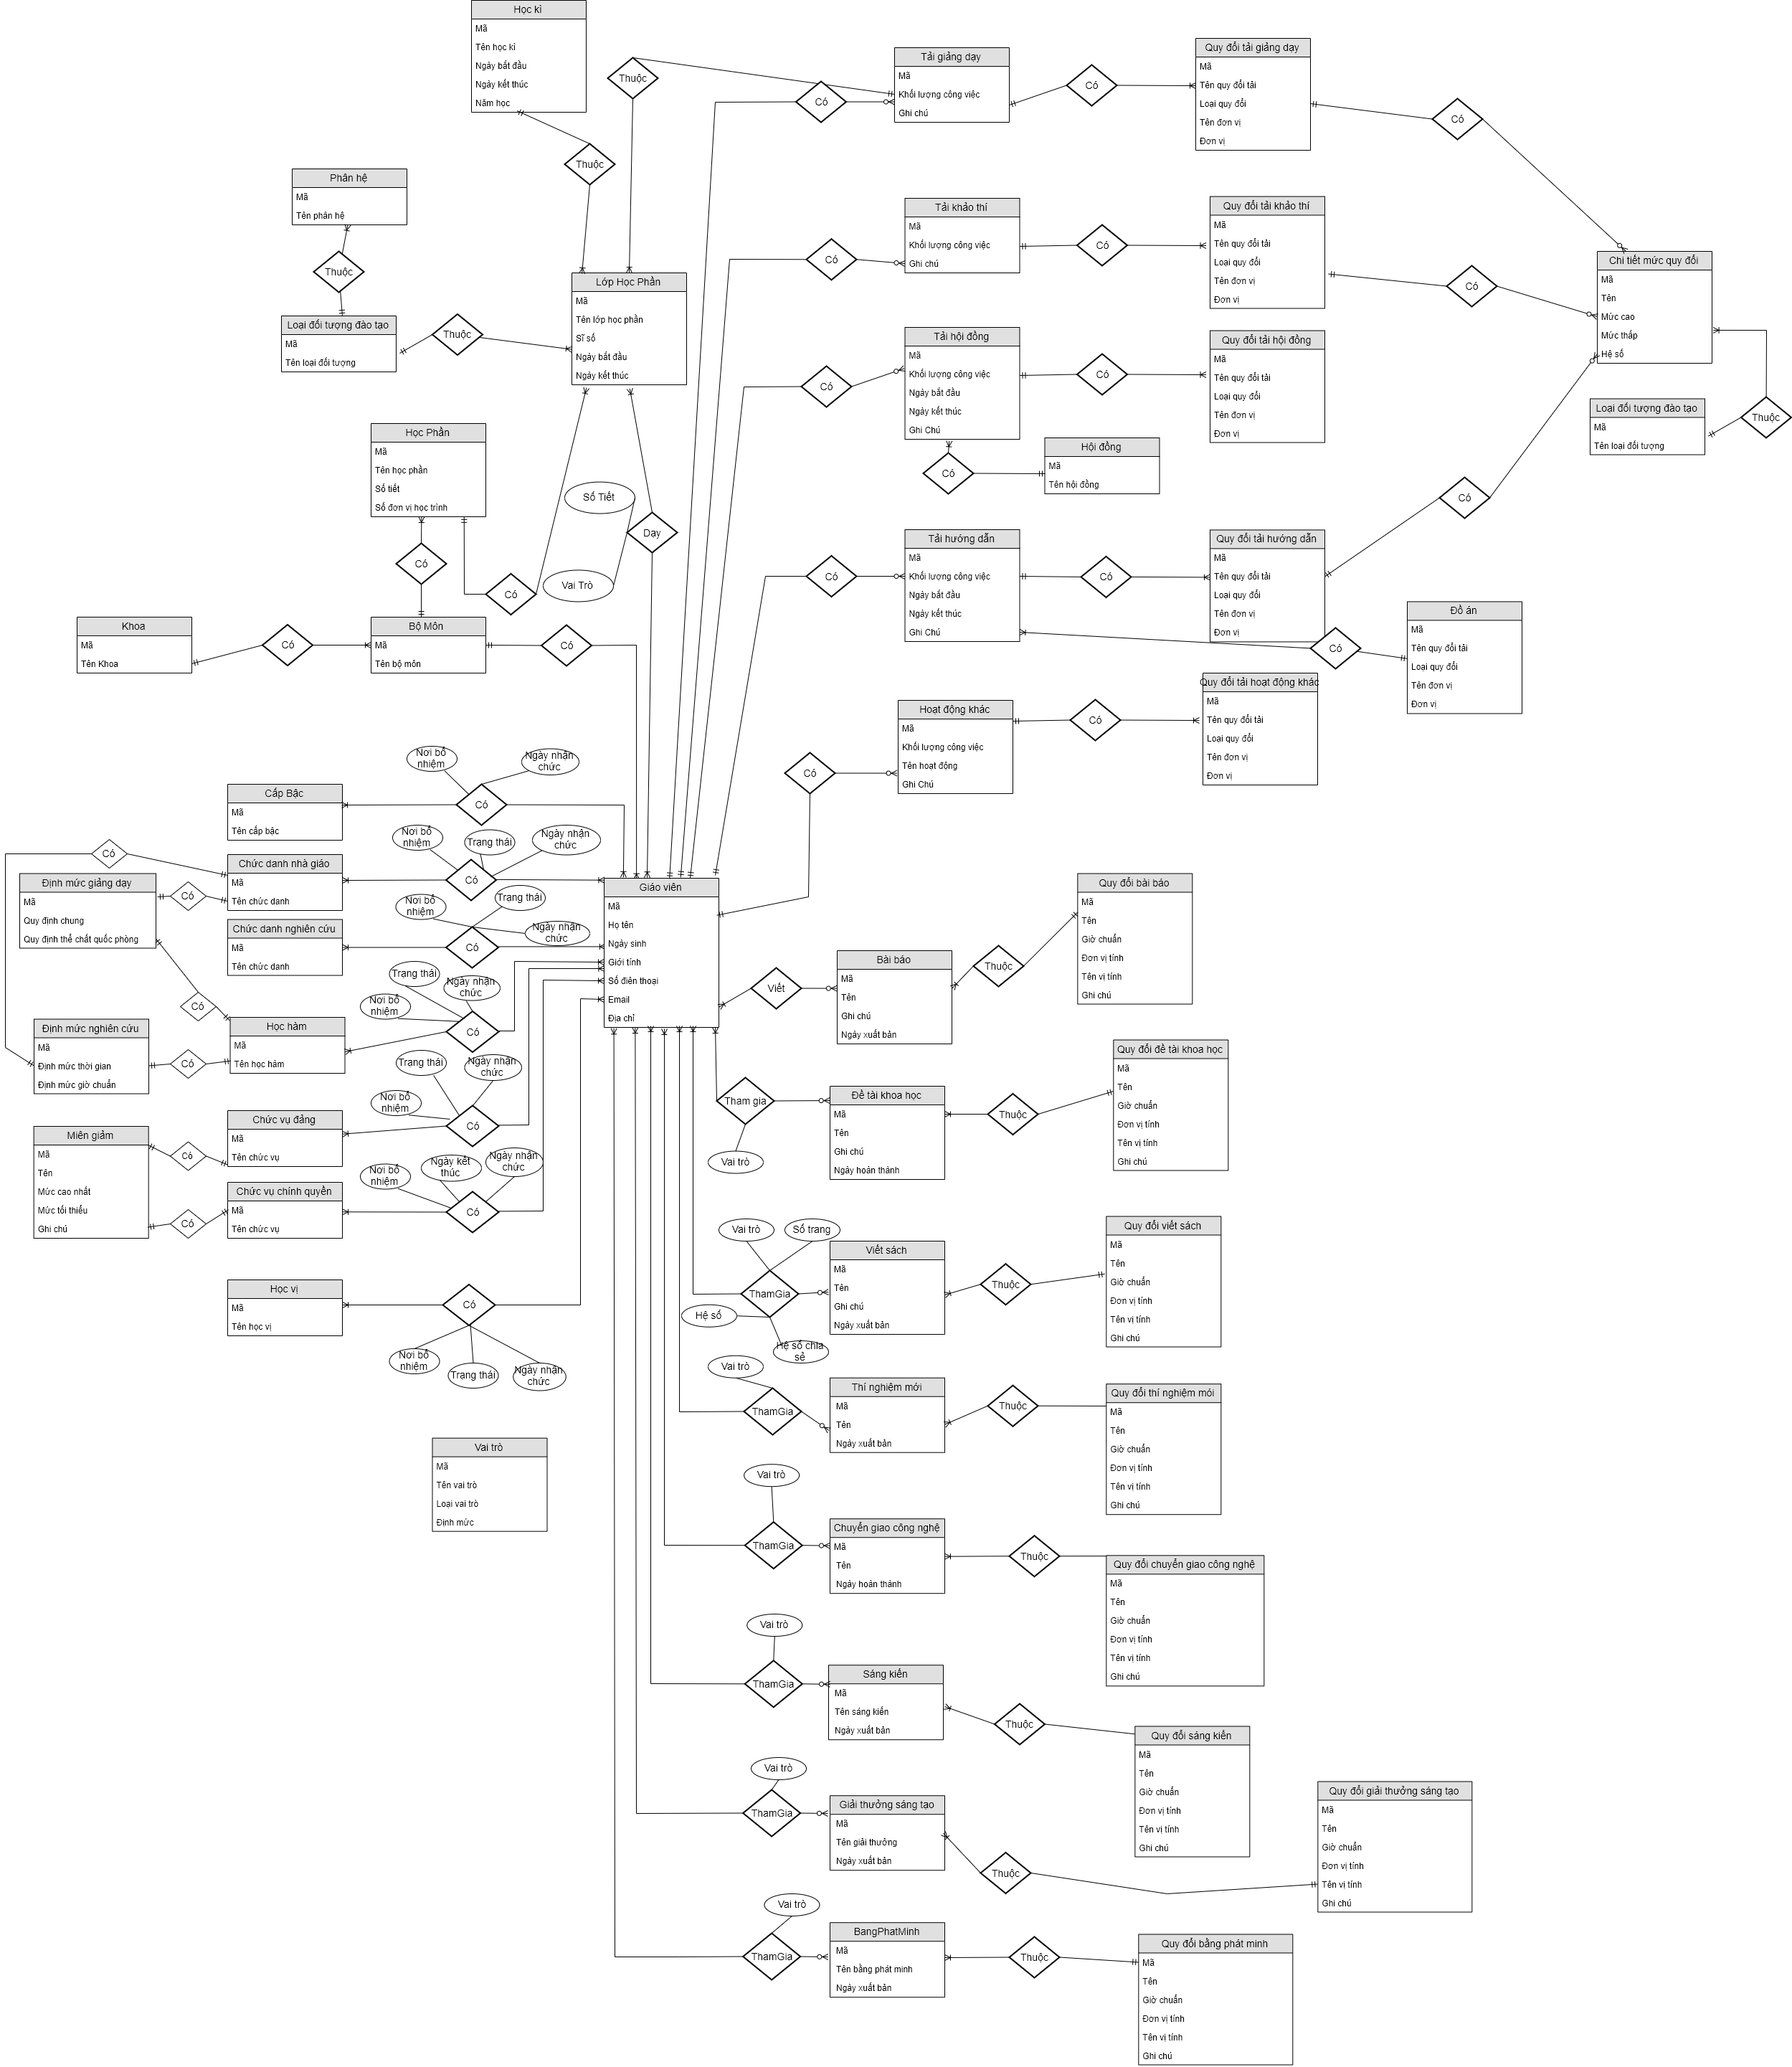 Học kì
Mã
Tên học kì
Ngày bắt đầu
Ngày kết thúc
Năm học
Thuộc
Thuộc
Có
Tải giảng dạy
Mã
Khối lượng công việc
Ghi chú
Có
Quy đổi tải giảng dạy
Mã
Tên quy đổi tải
Loại quy đổi
Tên đơn vị
Đơn vị
Có
Phân hệ
Mã
Tên phân hệ
Thuộc
Loại đối tượng đào tạo
Mã
Tên loại đối tượng
Thuộc
Lớp Học Phần
Mã
Tên lớp học phần
Sĩ số
Ngày bắt đầu
Ngày kết thúc
Có
Tải khảo thí
Mã
Khối lượng công việc
Ghi chú
Có
Quy đổi tải khảo thí
Mã
Tên quy đổi tải
Loại quy đổi
Tên đơn vị
Đơn vị
Có
Chi tiết mức quy đổi
Mã
Tên
Mức cao
Mức thấp
Hệ số
Có
Tải hội đồng
Mã
Khối lượng công việc
Ngày bắt đầu
Ngày kết thúc
Ghi Chú
Có
Quy đổi tải hội đồng
Mã
Tên quy đổi tải
Loại quy đổi
Tên đơn vị
Đơn vị
Loại đối tượng đào tạo
Mã
Tên loại đối tượng
Thuộc
Có
Hội đồng
Mã
Tên hội đồng
Có
Học Phần
Mã
Tên học phần
Số tiết
Số đơn vị học trình
Số Tiết
Dạy
Vai Trò
Có
Có
Có
Tải hướng dẫn
Mã
Khối lượng công việc
Ngày bắt đầu
Ngày kết thúc
Ghi Chú
Có
Quy đổi tải hướng dẫn
Mã
Tên quy đổi tải
Loại quy đổi
Tên đơn vị
Đơn vị
Có
Đồ án
Mã
Tên quy đổi tải
Loại quy đổi
Tên đơn vị
Đơn vị
Khoa
Mã
Tên Khoa
Có
Bộ Môn
Mã
Tên bộ môn
Có
Có
Hoạt động khác
Mã
Khối lượng công việc
Tên hoạt động
Ghi Chú
Có
Quy đổi tải hoạt động khác
Mã
Tên quy đổi tải
Loại quy đổi
Tên đơn vị
Đơn vị
Nơi bổ
nhiệm
Ngày nhận
chức
Cấp Bậc
Mã
Tên cấp bậc
Có
Nơi bổ
nhiệm
Trạng thái
Ngày nhận
chức
Có
Chức danh nhà giáo
Mã
Tên chức danh
Có
Định mức giảng dạy
Mã
Quy định chung
Quy định thể chất quốc phòng
Có
Nơi bổ
nhiệm
Trạng thái
Ngày nhận
chức
Chức danh nghiên cứu
Mã
Tên chức danh
Có
Giáo viên
Mã
Họ tên
Ngày sinh
Giới tính
Số điên thoại
Email
Địa chỉ
Trạng thái
Ngày nhận
chức
Nơi bổ
nhiệm
Có
Có
Học hàm
Mã
Tên học hàm
Định mức nghiên cứu
Mã
Định mức thời gian
Định mức giờ chuẩn
Có
Trạng thái
Ngày nhận
chức
Nơi bổ
nhiệm
Có
Chức vụ đảng
Mã
Tên chức vụ
Miên giảm
Mã
Tên
Mức cao nhất
Mức tối thiểu
Ghi chú
Có
Có
Chức vụ chính quyền
Mã
Tên chức vụ
Nơi bổ
nhiệm
Ngày kết
thúc
Ngày nhận
chức
Có
Học vị
Mã
Tên học vị
Có
Nơi bổ
nhiệm
Trạng thái
Ngày nhận
chức
Vai trò
Mã
Tên vai trò
Loại vai trò
Định mức
Viết
Bài báo
Mã
Tên
Ghi chú
Ngày xuất bản
Thuộc
Quy đổi bài báo
Mã
Tên
Giờ chuẩn
Đơn vị tính
Tên vị tính
Ghi chú
Tham gia
Vai trò
Đề tài khoa học
Mã
Tên
Ghi chú
Ngày hoàn thành
Thuộc
Quy đổi đề tài khoa học
Mã
Tên
Giờ chuẩn
Đơn vị tính
Tên vị tính
Ghi chú
Vai trò
Số trang
ThamGia
Hệ số
Hệ số chia
sẻ
Viết sách
Mã
Tên
Ghi chú
Ngày xuất bản
Thuộc
Quy đổi viết sách
Mã
Tên
Giờ chuẩn
Đơn vị tính
Tên vị tính
Ghi chú
Vai trò
ThamGia
Thí nghiệm mới
Mã
Tên
Ngày xuất bản
Thuộc
Quy đổi thí nghiệm mói
Mã
Tên
Giờ chuẩn
Đơn vị tính
Tên vị tính
Ghi chú
Vai trò
ThamGia
Chuyển giao công nghệ
Mã
Tên
Ngày hoàn thành
Thuộc
Quy đổi chuyển giao công nghệ
Mã
Tên
Giờ chuẩn
Đơn vị tính
Tên vị tính
Ghi chú
Vai trò
ThamGia
Sáng kiến
Mã
Tên sáng kiến
Ngày xuất bản
Thuộc
Quy đổi sáng kiến
Mã
Tên
Giờ chuẩn
Đơn vị tính
Tên vị tính
Ghi chú
Vai trò
ThamGia
Giải thưởng sáng tạo
Mã
Tên giải thưởng
Ngày xuất bản
Thuộc
Quy đổi giải thưởng sáng tạo
Mã
Tên
Giờ chuẩn
Đơn vị tính
Tên vị tính
Ghi chú
Vai trò
ThamGia
BangPhatMinh
Mã
Tên bằng phát minh
Ngày xuất bản
Thuộc
Quy đổi bằng phát minh
Mã
Tên
Giờ chuẩn
Đơn vị tính
Tên vị tính
Ghi chú